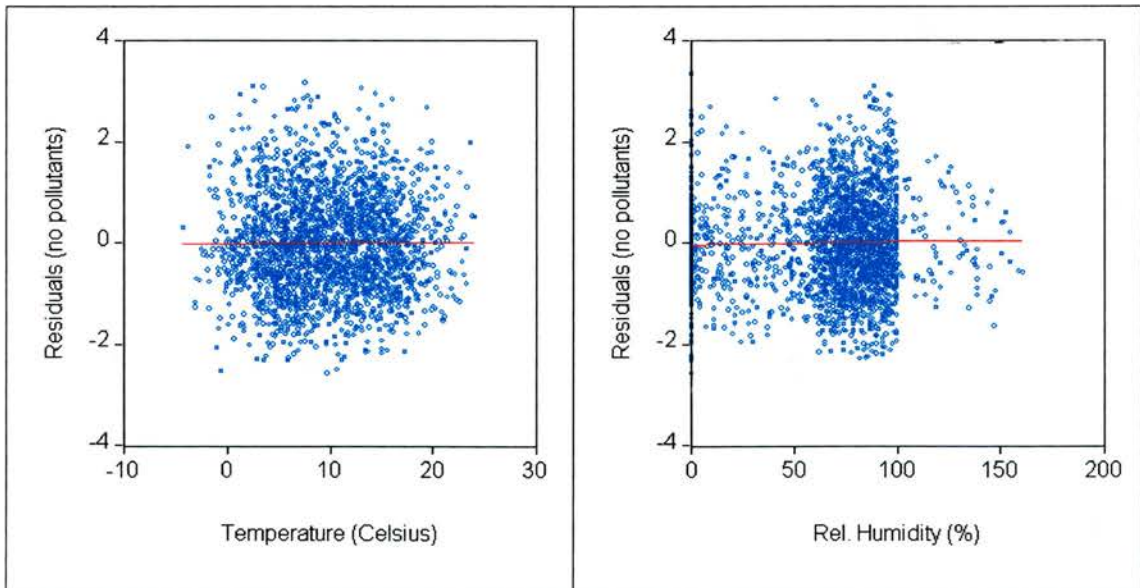 4
2
0
-2
-4
Residuals (no pollutants)
-10 0 10 20 30
Temperature (Celsius)
4
2
0
-2
-4
Residuals (no pollutants)
0 50 100 150 200
Rel. Humidity (%)